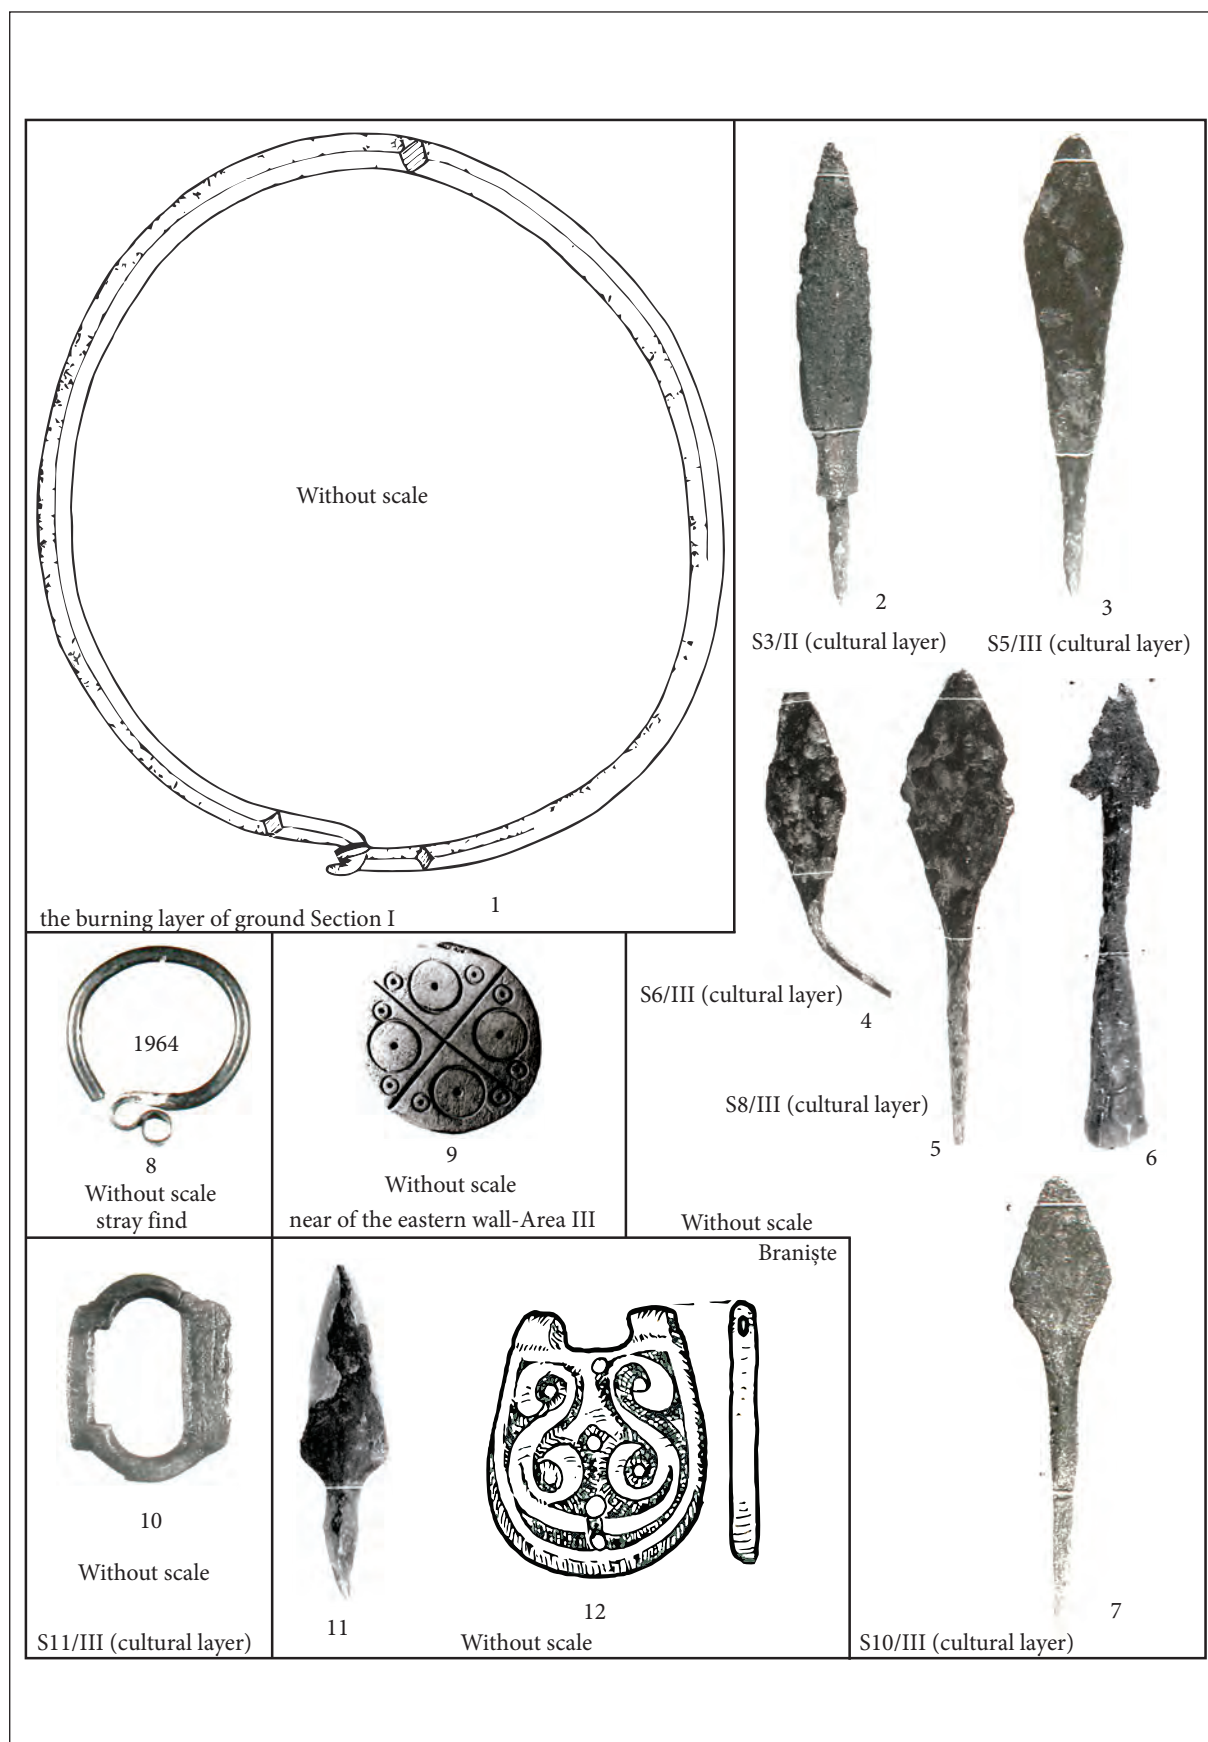 Without scale
1
the burning layer of ground Section I
2
3
S3/II (cultural layer)
S5/III (cultural layer)
S6/III (cultural layer)
4
S8/III (cultural layer)
5
6
1964
8
Without scale
stray find
9
Without scale
near of the eastern wall-Area III
Without scale
Braniște
10
Without scale
S11/III (cultural layer)
11
12
Without scale
7
S10/III (cultural layer)